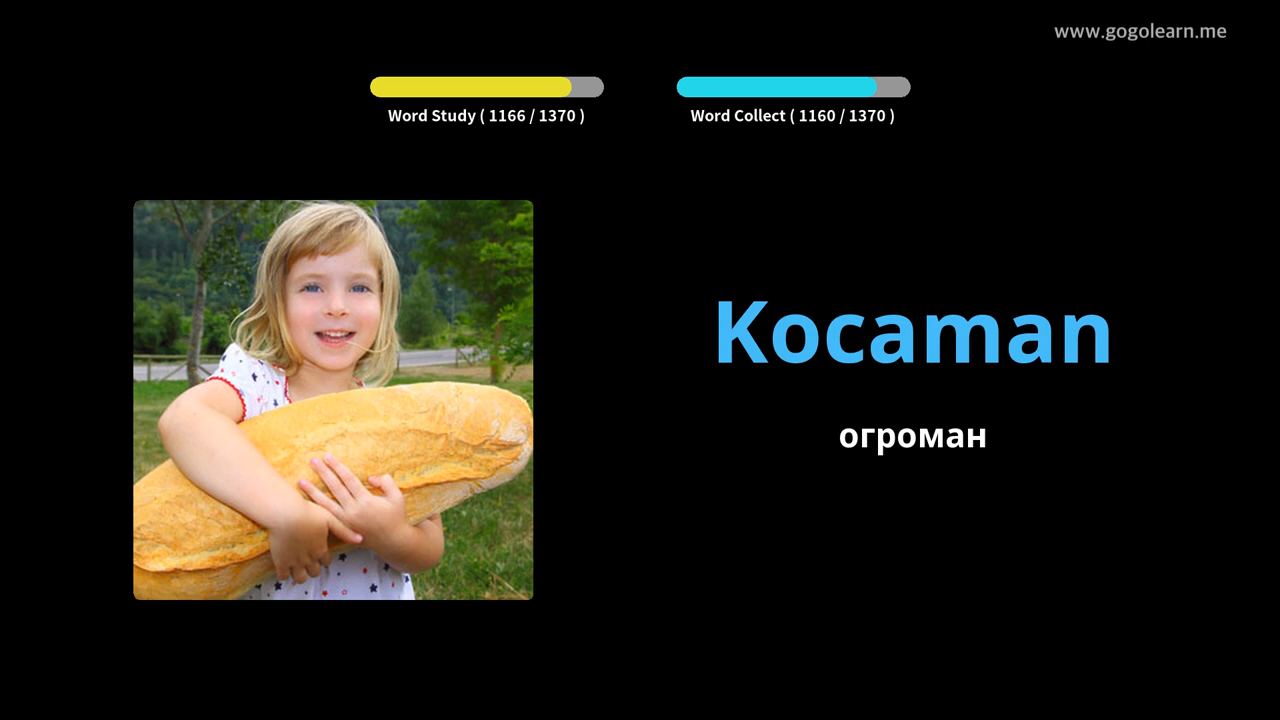 www.gogolearn.me
Word Study ( 1166 / 1370 )
Word Collect ( 1160 / 1370 )
Kocaman
огроман